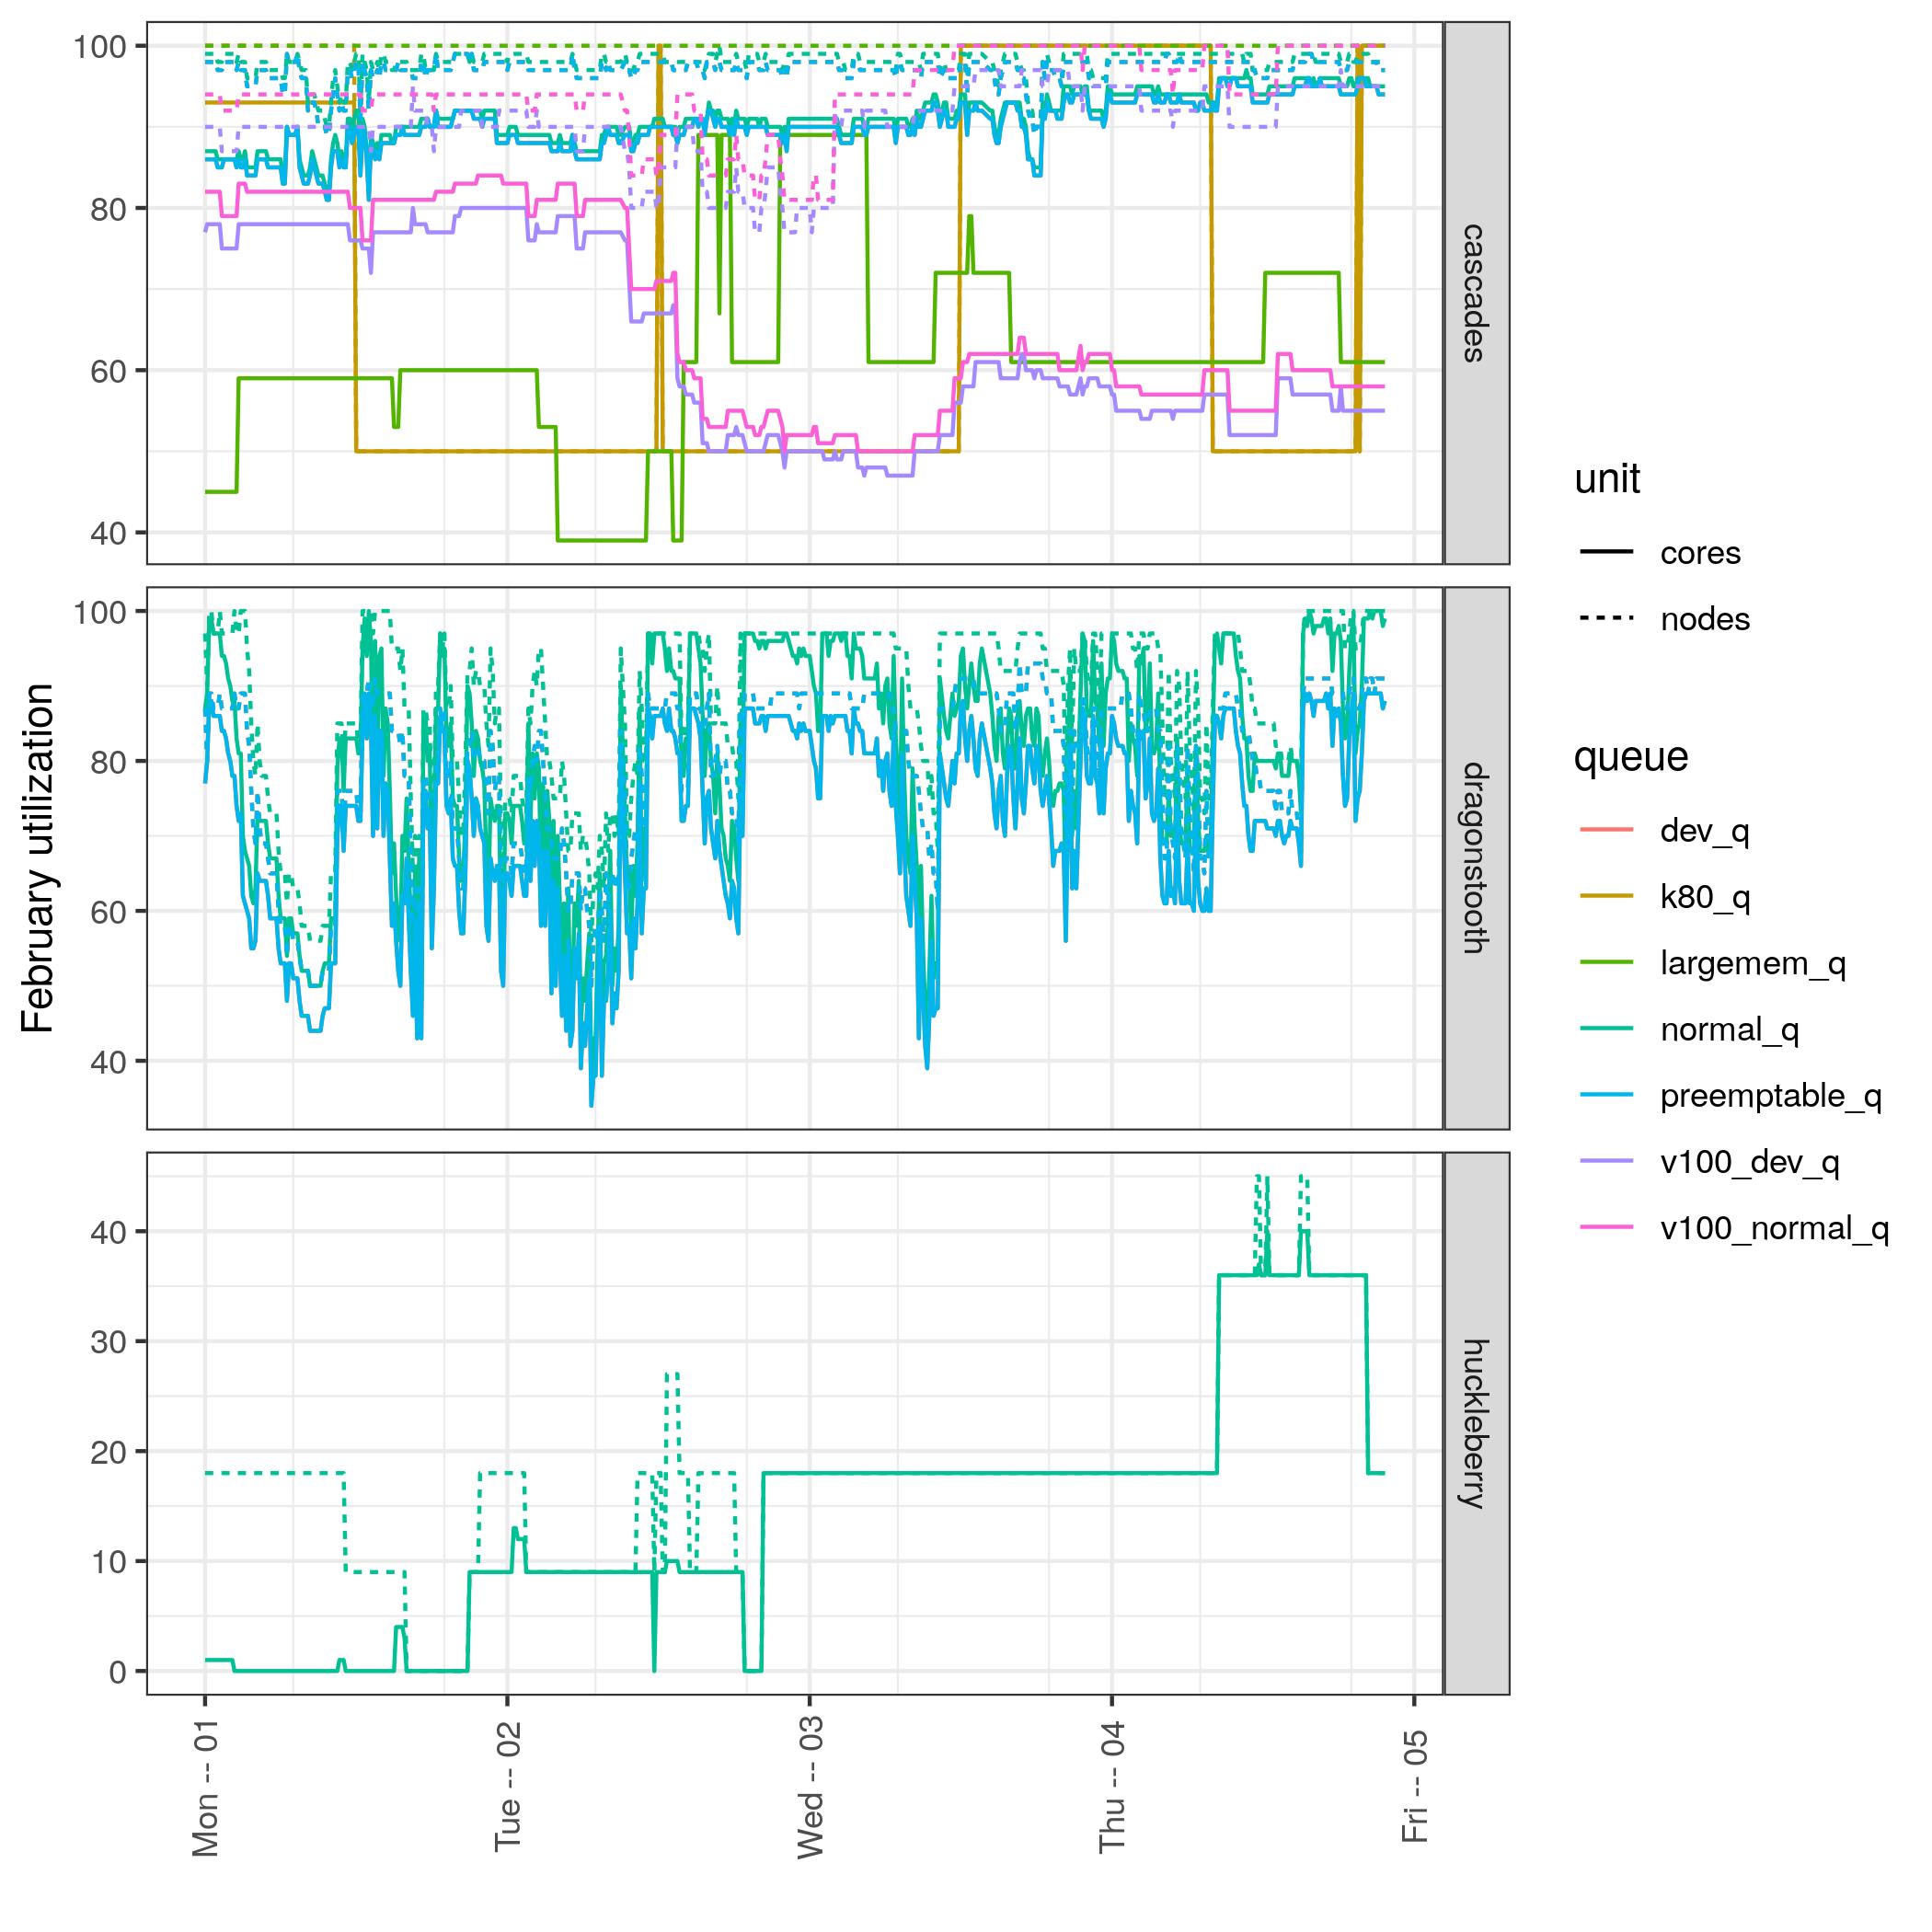 February utilization
100
80
60
40
cascades
100
80
60
40
dragonstooth
40
30
20
10
0
huckleberry
Mon -- 01
Tue -- 02
Wed -- 03
Thu -- 04
Fri -- 05
unit
cores
nodes
queue
dev_q
k80_q
largemem_q
normal_q
preemptable_q
v100_dev_q
v100_normal_q